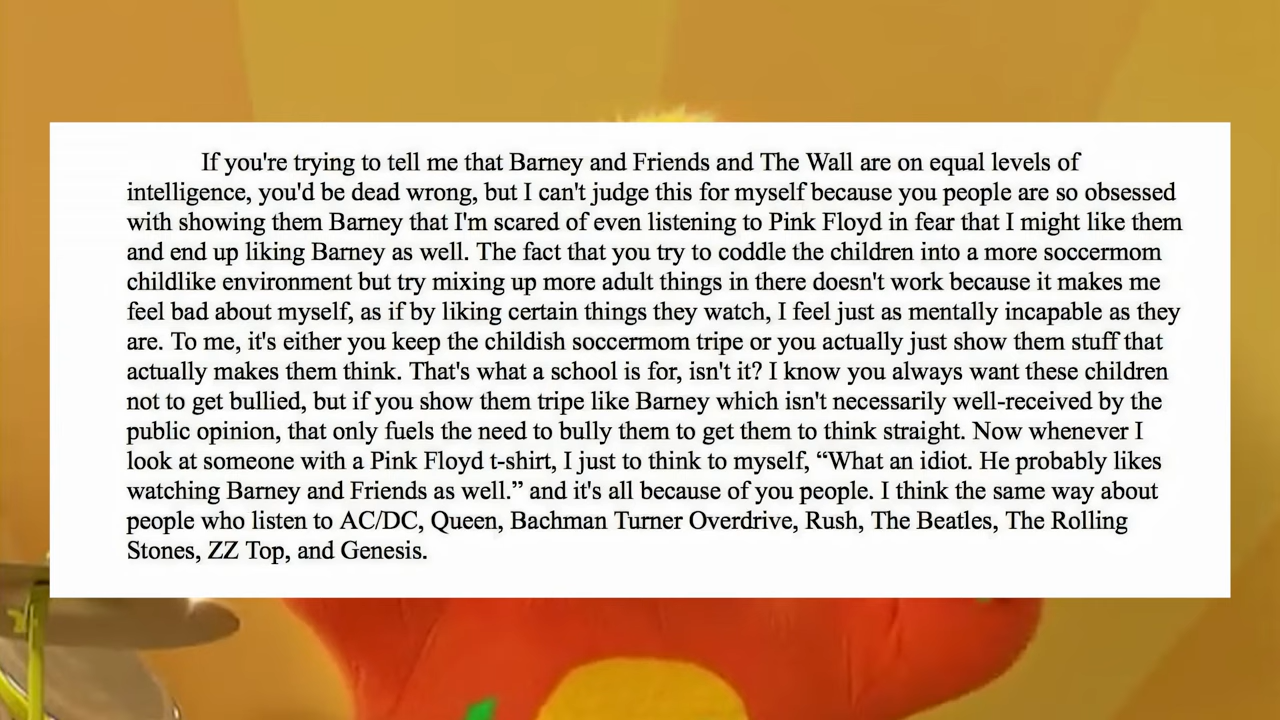 If you're trying to tell me that Barney and Friends and The Wall are on equal levels of
intelligence, you'd be dead wrong, but I can't judge this for myself because you people are so obsessed
with showing them Barney that I'm scared of even listening to Pink Floyd in fear that I might like them
and end up liking Barney as well. The fact that you try to coddle the children into a more soccermom
childlike environment but try mixing up more adult things in there doesn't work because it makes me
feel bad about myself, as if by liking certain things they watch, I feel just as mentally incapable as they
are. To me, it's either you keep the childish soccermom tripe or you actually just show them stuff that
actually makes them think. That's what a school is for, isn't it? I know you always want these children
not to get bullied, but if you show them tripe like Barney which isn't necessarily well-received by the
public opinion, that only fuels the need to bully them to get them to think straight. Now whenever I
look at someone with a Pink Floyd t-shirt, I just to think to myself, “What an idiot. He probably likes
watching Barney and Friends as well.” and it's all because of you people. I think the same way about
people who listen to AC/DC, Queen, Bachman Turner Overdrive, Rush, The Beatles, The Rolling
Stones, ZZ Top, and Genesis.